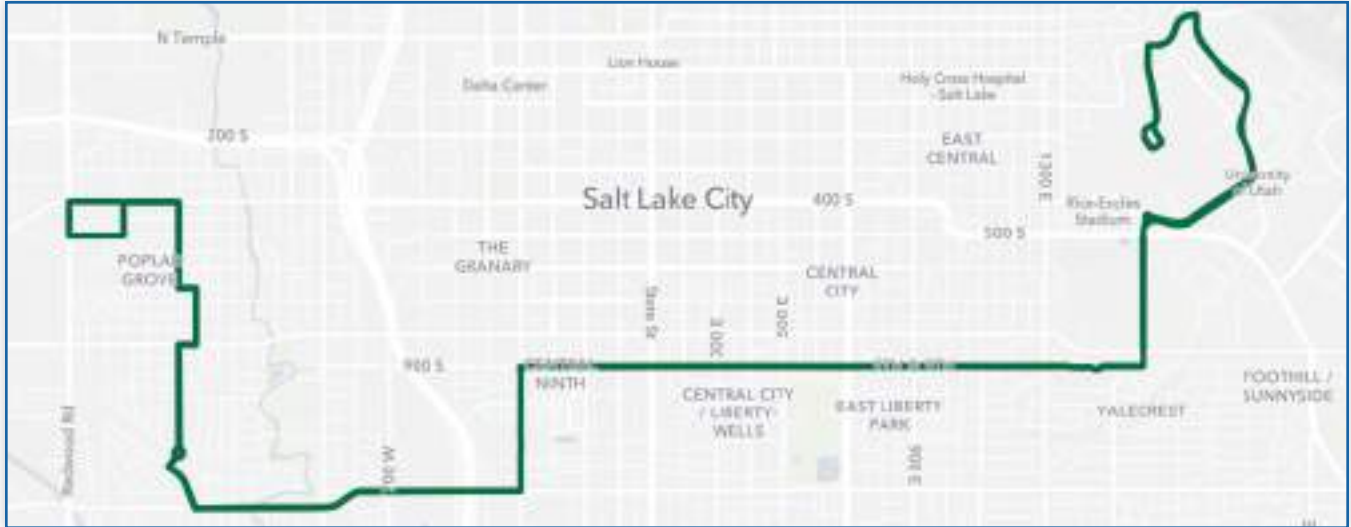 N Temple
Lion House
Delta Center
Holy Cross Hospital
- Salt Lake
200 S
EAST
CENTRAL
1300 E
University
of Utah
Salt Lake City
400 S
Rice-Eccles
Stadium
500 S
THE
GRANARY
POPLAR
GROVE
CENTRAL
CITY
State St
300 E
500 E
900 S
CENTRAL
NINTH
FOOTHILL /
SUNNYSIDE
CENTRAL CITY
/ LIBERTY-
WELLS
EAST LIBERTY
PARK
YALECREST
Redwood Rd
900 E